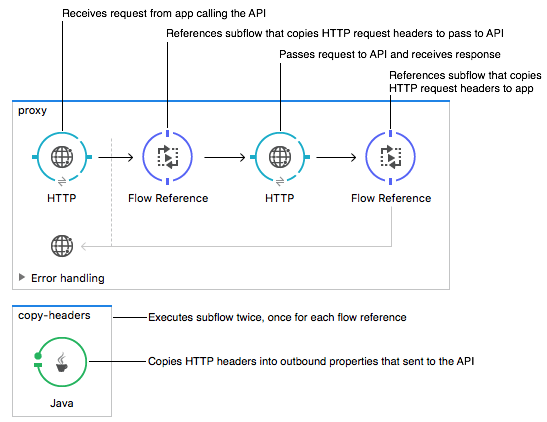 Receives request from app calling the API
References subflow that copies HTTP request headers to pass to API
Passes request to API and receives response
References subflow that copies
HTTP request headers to app
proxy
HTTP
Flow Reference
HTTP
Flow Reference
Error handling
copy-headers
Executes subflow twice, once for each flow reference
Copies HTTP headers into outbound properties that sent to the API
Java